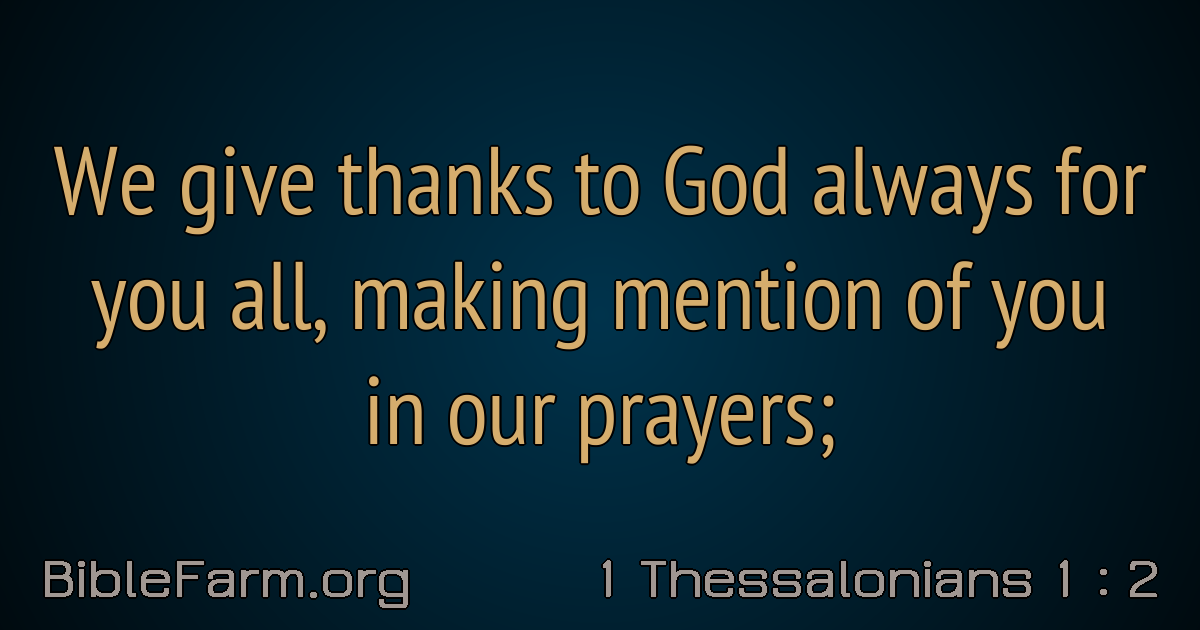 We give thanks to God always for
you all, making mention of you
in our prayers;
BibleFarm.org
1 Thessalonians 1 : 2